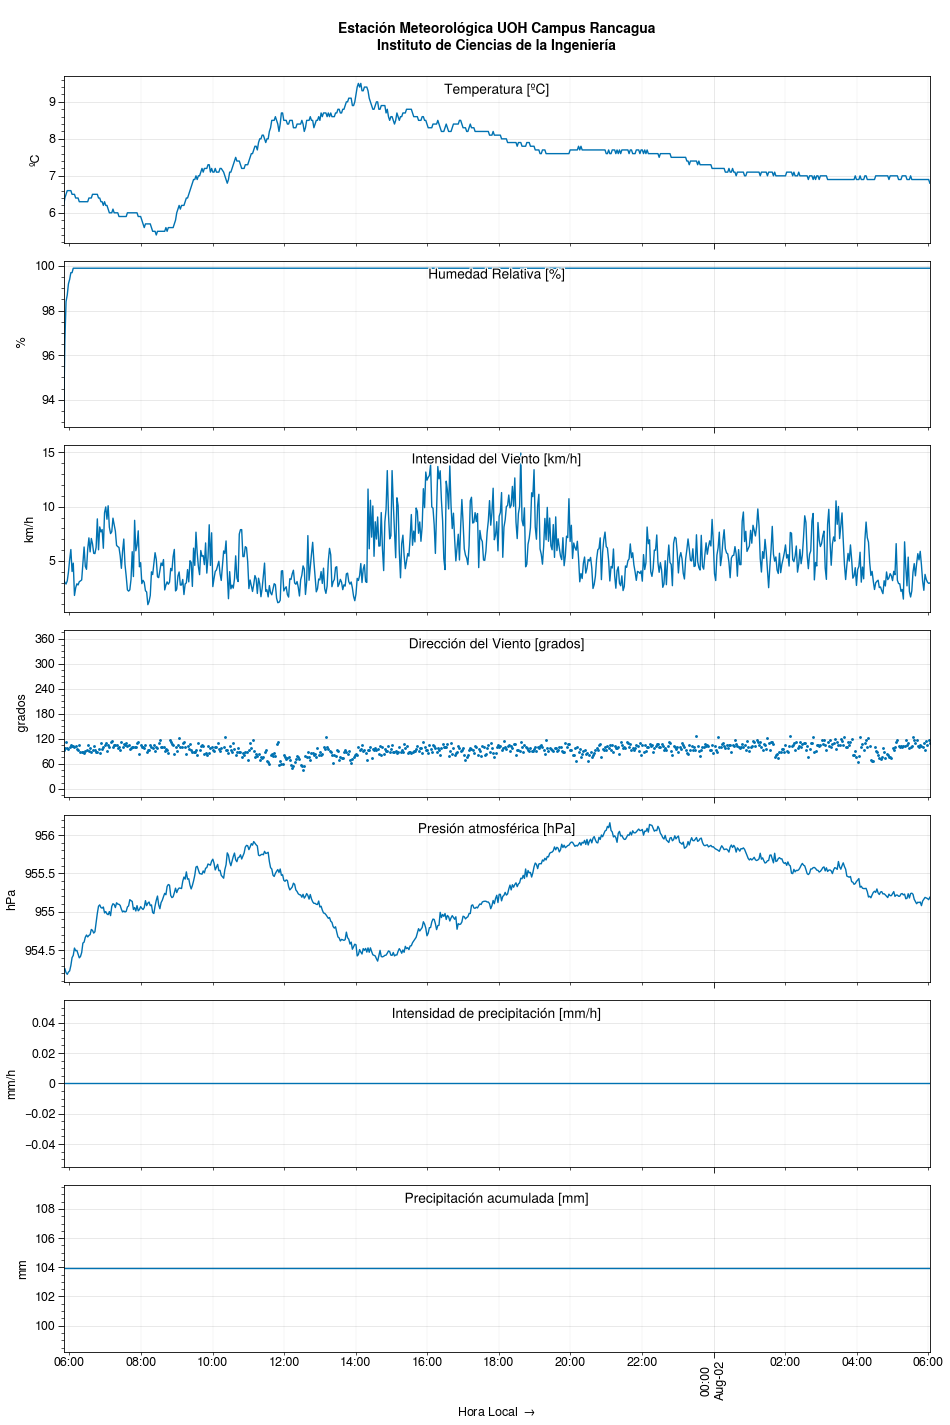 Estación Meteorológica UOH Campus Rancagua
Instituto de Ciencias de la Ingeniería
Temperatura [ºC]
ºC
9
8
7
6
Humedad Relativa [%]
%
100
98
96
94
Intensidad del Viento [km/h]
km/h
15
10
5
Dirección del Viento [grados]
grados
360
300
240
180
120
60
0
Presión atmosférica [hPa]
hPa
956
955.5
955
954.5
Intensidad de precipitación [mm/h]
mm/h
0.04
0.02
0
−0.02
−0.04
Precipitación acumulada [mm]
mm
108
106
104
102
100
06:00 08:00 10:00 12:00 14:00 16:00 18:00 20:00 22:00 00:00 02:00 04:00 06:00
Aug-02
Hora Local →